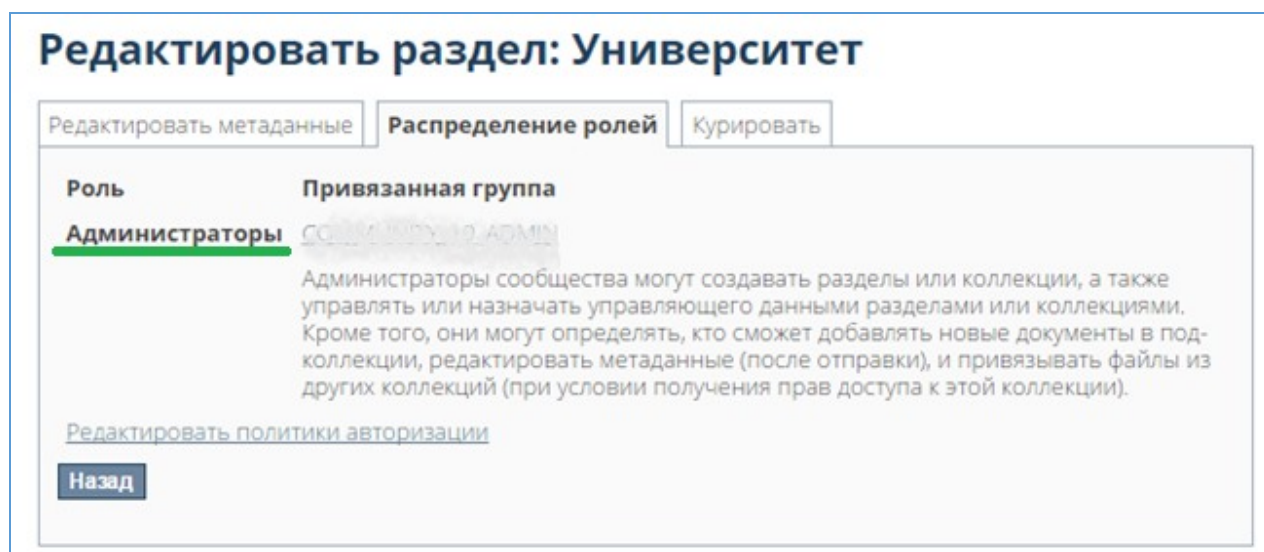 Редактировать раздел: Университет
Редактировать метаданные Распределение ролей Курировать
Роль Привязанная группа
Администраторы
Администраторы сообщества могут создавать разделы или коллекции, а также
управлять или назначать управляющего данными разделами или коллекциями.
Кроме того, они могут определять, кто сможет добавлять новые документы в под-
коллекции, редактировать метаданные (после отправки), и привязывать файлы из
других коллекций (при условии получения прав доступа к этой коллекции).
Редактировать политики авторизации
Назад